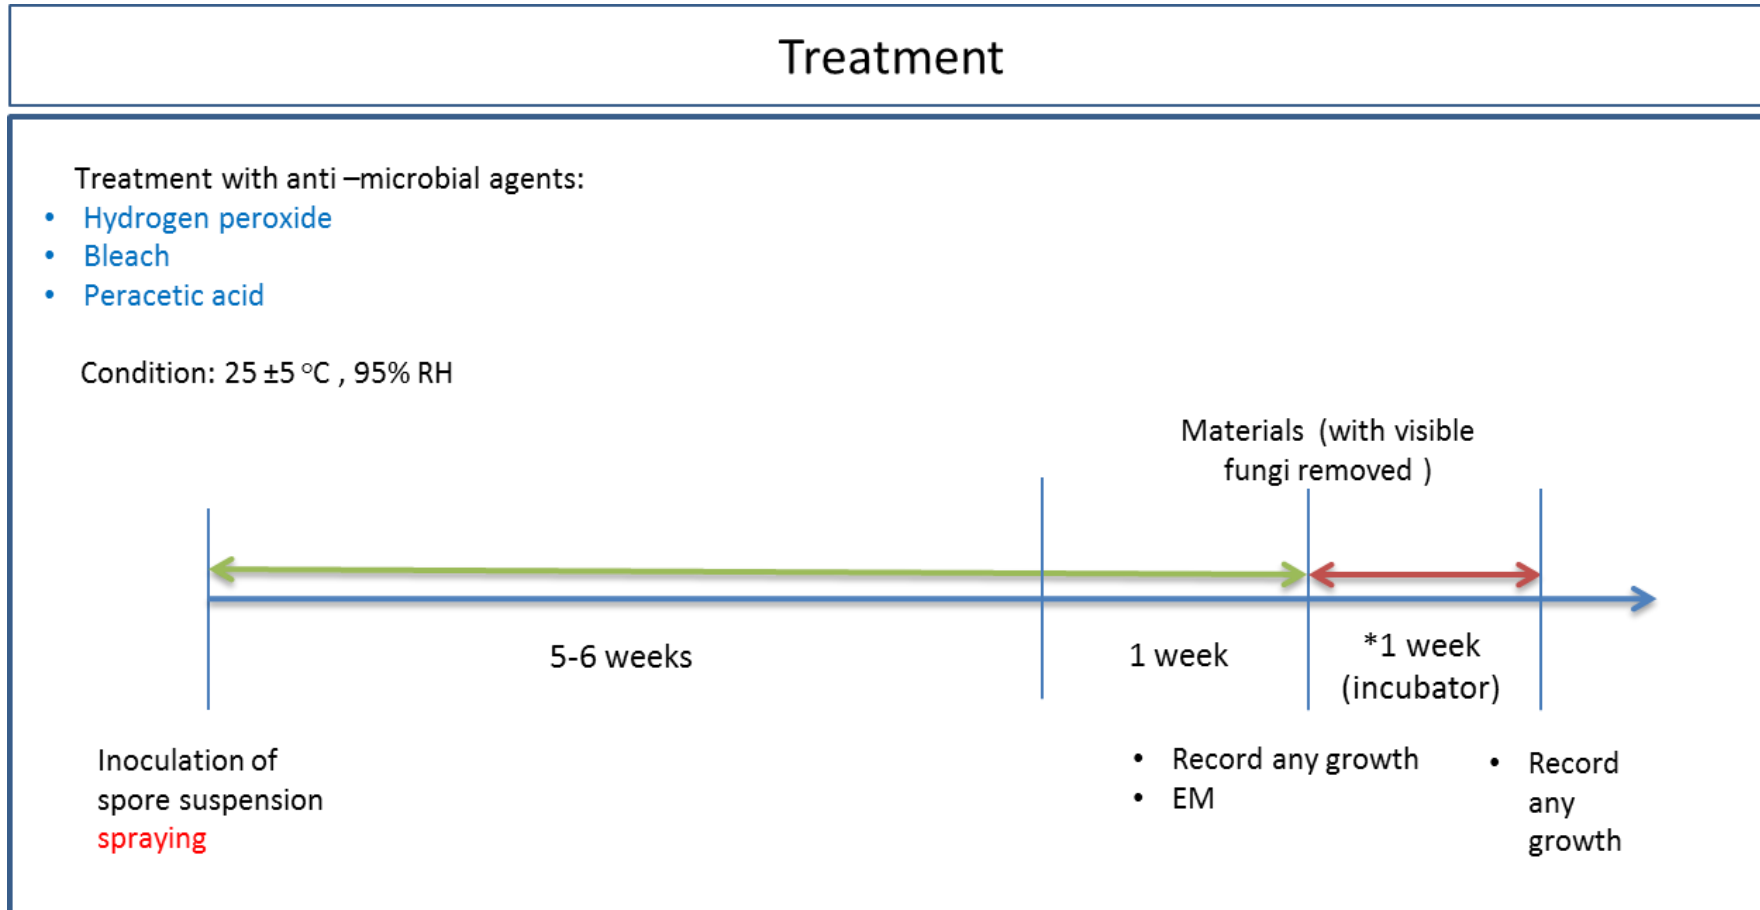 Treatment
Treatment with anti –microbial agents:
• Hydrogen peroxide
• Bleach
• Peracetic acid
Condition: 25 ±5 °C , 95% RH
Materials (with visible
fungi removed )
5-6 weeks
1 week
*1 week
(incubator)
Inoculation of
spore suspension
spraying
• Record any growth
• EM
• Record
any
growth